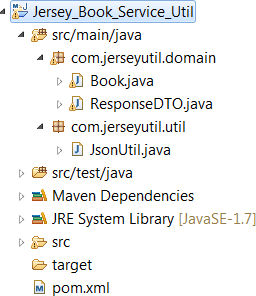 Jersey_Book_Service_Util
src/main/java
com.jerseyutil.domain
Book.java
ResponseDTO.java
com.jerseyutil.util
JsonUtil.java
src/test/java
Maven Dependencies
JRE System Library [JavaSE-1.7]
src
target
pom.xml